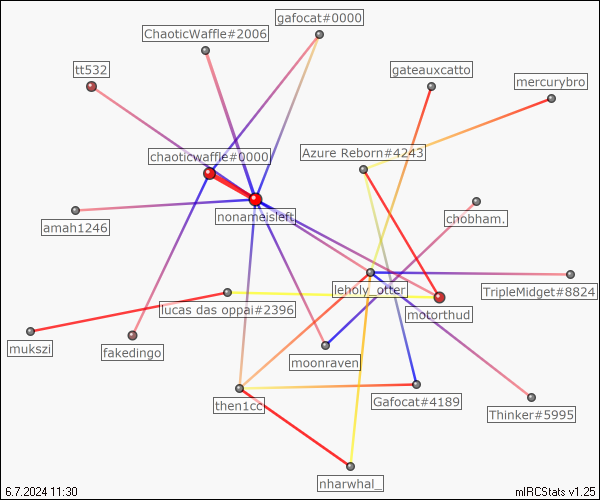 gafocat#0000
ChaoticWaffle#2006
tt532
gateauxcatto
mercurybro
Azure Reborn#4243
chaoticwaffle#0000
nonameisleft
chobham.
amah1246
leholy_otter
TripleMidget#8824
lucas das oppai#2396
motorthud
mukszi
fakedingo
moonraven
then1cc
Gafocat#4189
Thinker#5995
nharwhal_
6.7.2024 11:30
mIRCStats v1.25